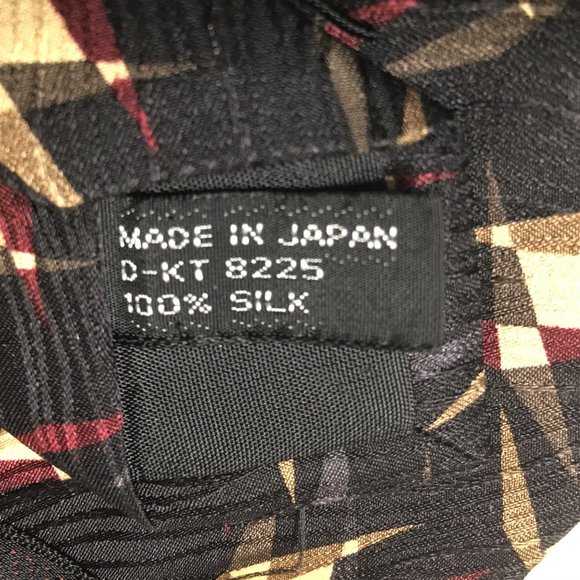 MADE IN JAPAN
D-KT 8225
100% SILK